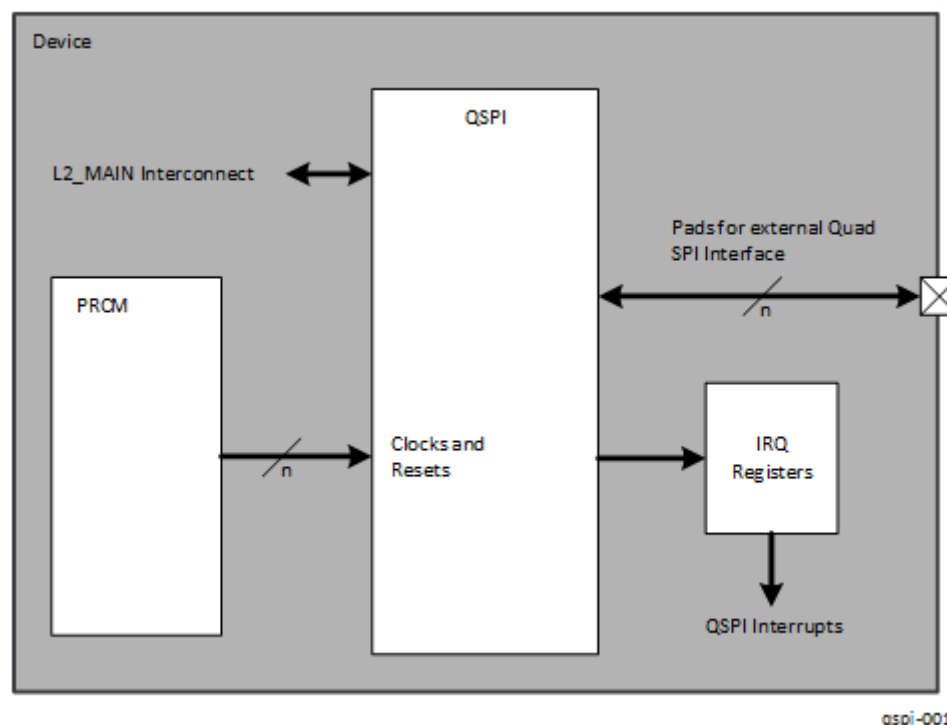 Device
QSPI
L2_MAIN Interconnect
Pads for external Quad
SPI Interface
n
PRCM
Clocks and
Resets
n
IRQ
Registers
QSPI Interrupts
qspi-001